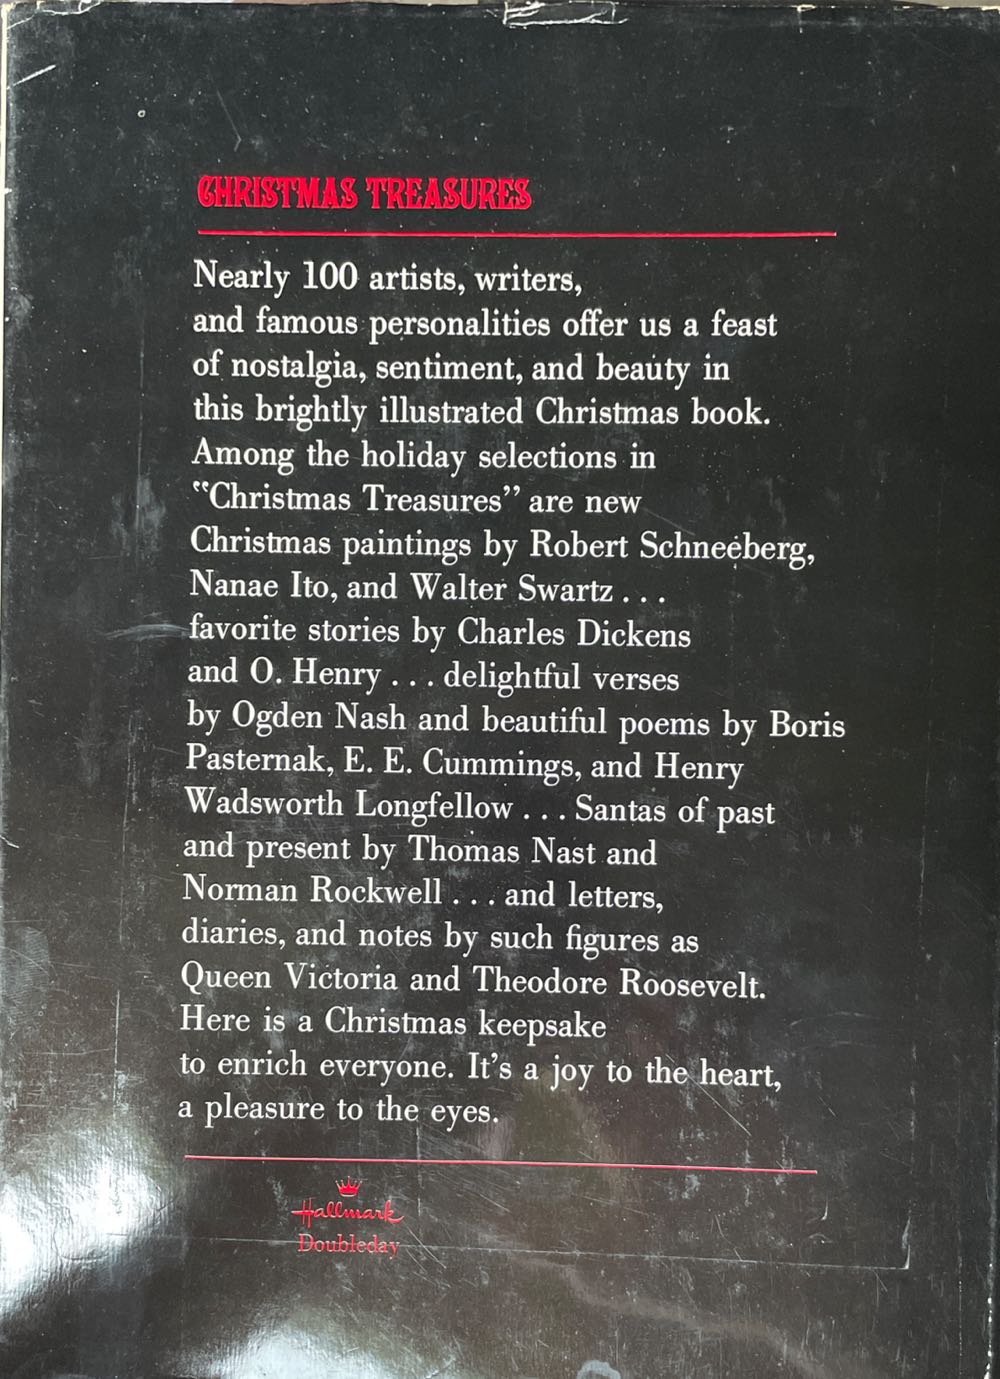 CHRISTMAS TREASURES
Nearly 100 artists, writers,
and famous personalities offer us a feast
of nostalgia, sentiment, and beauty in
this brightly illustrated Christmas book.
Among the holiday selections in
“Christmas Treasures” are new
Christmas paintings by Robert Schneeberg,
Nanae Ito, and Walter Swartz . . .
favorite stories by Charles Dickens
and O. Henry . . . delightful verses
by Ogden Nash and beautiful poems by Boris
Pasternak, E. E. Cummings, and Henry
Wadsworth Longfellow . . . Santas of past
and present by Thomas Nast and
Norman Rockwell . . . and letters,
diaries, and notes by such figures as
Queen Victoria and Theodore Roosevelt.
Here is a Christmas keepsake
to enrich everyone. It’s a joy to the heart,
a pleasure to the eyes.
Hallmark
Doubleday